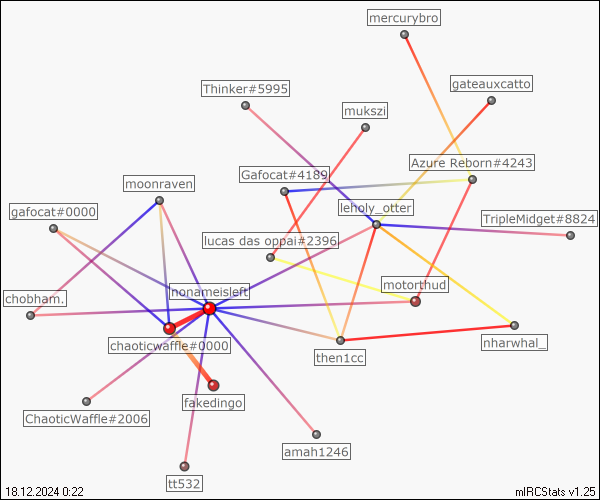 mercurybro
Thinker#5995
gateauxcatto
mukszi
Azure Reborn#4243
Gafocat#4189
moonraven
leholy_otter
gafocat#0000
TripleMidget#8824
lucas das oppai#2396
motorthud
nonameisleft
chobham.
chaoticwaffle#0000
then1cc
nharwhal_
fakedingo
ChaoticWaffle#2006
amah1246
tt532
18.12.2024 0:22
mIRCStats v1.25